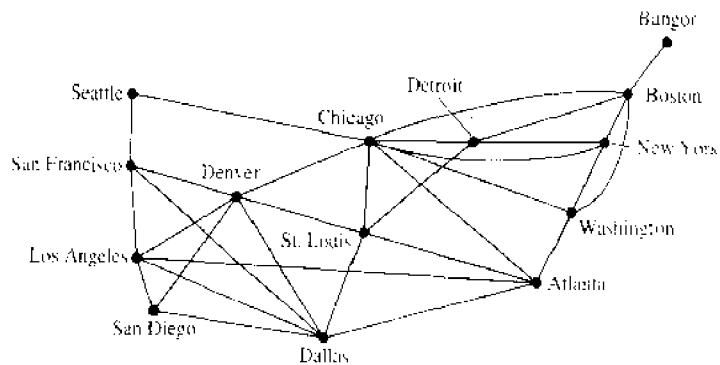 Bangor
Seattle
Detroit
Boston
Chicago
New York
San Francisco
Denver
Washington
St. Louis
Los Angeles
Atlanta
San Diego
Dallas